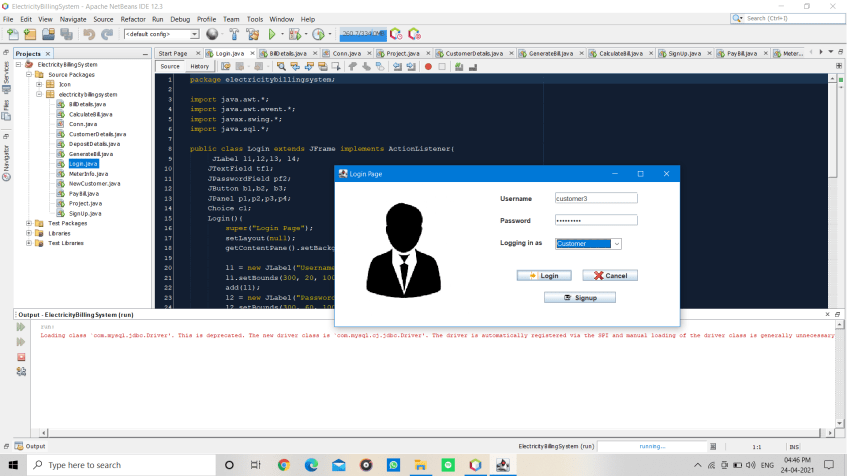 ElectricityBillingSystem - Apache NetBeans IDE 12.3
File Edit View Navigate Source Refactor Run Debug Profile Team Tools Window Help
Search (Ctrl+I)
<default config>
Projects
Start Page Login.java BillDetails.java Conn.java Project.java CustomerDetails.java GenerateBill.java CalculateBill.java SignUp.java PayBill.java Meter...
Source History
Services
Files
Navigator
ElectricityBillingSystem
Source Packages
Icon
electricitybillingsystem
BillDetails.java
CalculateBill.java
Conn.java
CustomerDetails.java
DepositDetails.java
GenerateBill.java
Login.java
MeterInfo.java
NewCustomer.java
PayBill.java
Project.java
SignUp.java
Test Packages
Libraries
Test Libraries
1 package electricitybillingsystem;
2
3 import java.awt.*;
4 import java.awt.event.*;
5 import javax.swing.*;
6 import java.sql.*;
7
8 public class Login extends JFrame implements ActionListener{
9 JLabel l1,l2,l3, l4;
10 JTextField tf1;
11 JPasswordField pf2;
12 JButton b1,b2, b3;
13 JPanel p1,p2,p3,p4;
14 Choice c1;
15 Login(){
16 super("Login Page");
17 setLayout(null);
18 getContentPane().setBackg
19
20 l1 = new JLabel("Username
21 l1.setBounds(300, 20, 100
22 add(l1);
23 l2 = new JLabel("Password
24 l2.setBounds(300, 60, 100
Login Page
Username customer3
Password •••••••••
Logging in as Customer
Login Cancel
Signup
Output - ElectricityBillingSystem (run)
run:
Loading class `com.mysql.jdbc.Driver'. This is deprecated. The new driver class is `com.mysql.cj.jdbc.Driver'. The driver is automatically registered via the SPI and manual loading of the driver class is generally unnecessary
Output
ElectricityBillingSystem (run) running... 1:1 INS
Type here to search
ENG
04:46 PM
24-04-2021